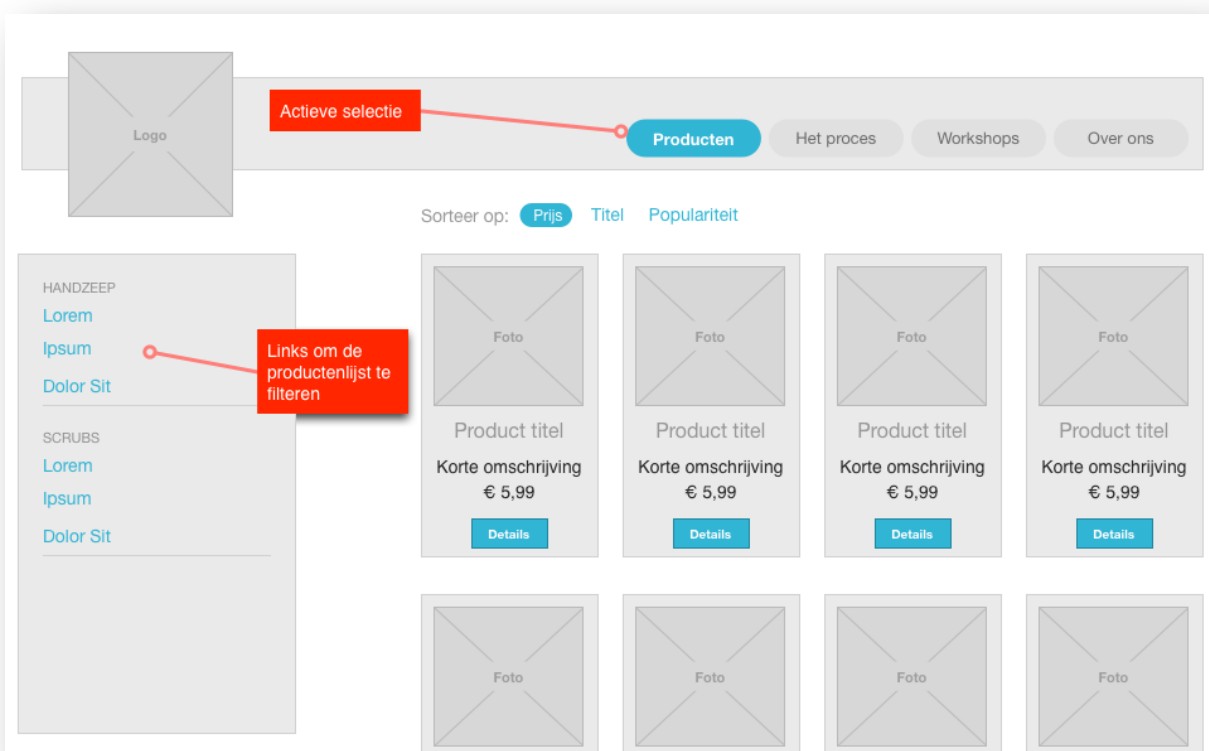 Logo
Actieve selectie
Producten
Het proces
Workshops
Over ons
Sorteer op: Prijs Titel Populariteit
HANDZEEP
Lorem
Ipsum
Dolor Sit
SCRUBS
Lorem
Ipsum
Dolor Sit
Links om de
productenlijst te
filteren
Foto
Product titel
Korte omschrijving
€ 5,99
Details
Foto
Product titel
Korte omschrijving
€ 5,99
Details
Foto
Product titel
Korte omschrijving
€ 5,99
Details
Foto
Product titel
Korte omschrijving
€ 5,99
Details
Foto
Foto
Foto
Foto